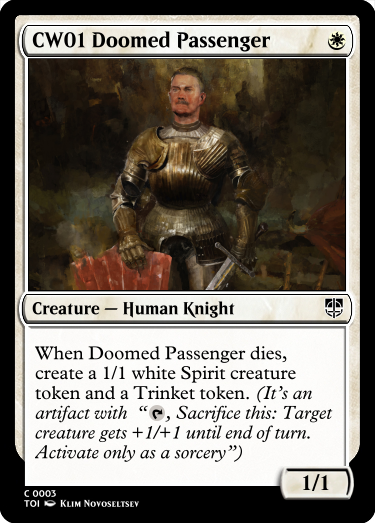 CW01 Doomed Passenger
Creature — Human Knight
When Doomed Passenger dies,
create a 1/1 white Spirit creature
token and a Trinket token. (It's an
artifact with “, Sacrifice this: Target
creature gets +1/+1 until end of turn.
Activate only as a sorcery”)
1/1
C 0003
TOI Klim Novoseltsev